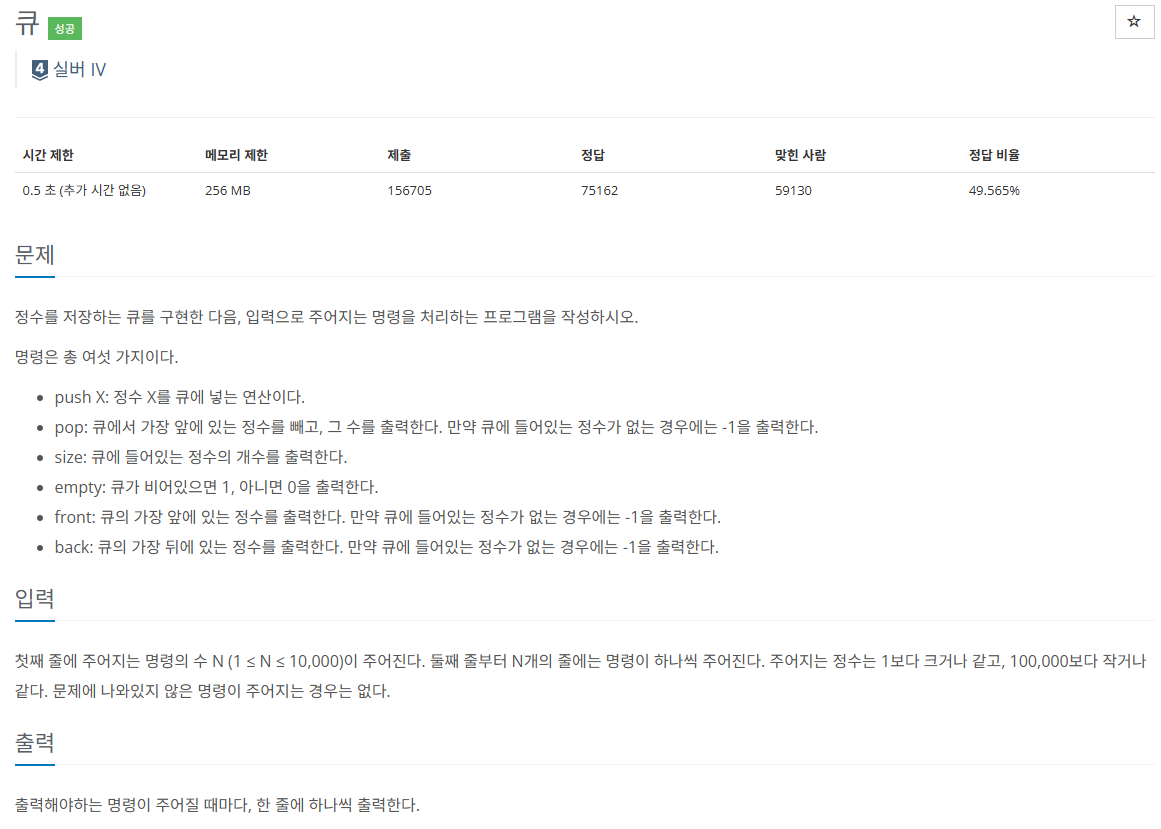 큐 성공
☆
4 실버 IV
시간 제한 메모리 제한 제출 정답 맞힌 사람 정답 비율
0.5 초 (추가 시간 없음) 256 MB 156705 75162 59130 49.565%
문제
정수를 저장하는 큐를 구현한 다음, 입력으로 주어지는 명령을 처리하는 프로그램을 작성하시오.
명령은 총 여섯 가지이다.
• push X: 정수 X를 큐에 넣는 연산이다.
• pop: 큐에서 가장 앞에 있는 정수를 빼고, 그 수를 출력한다. 만약 큐에 들어있는 정수가 없는 경우에는 -1을 출력한다.
• size: 큐에 들어있는 정수의 개수를 출력한다.
• empty: 큐가 비어있으면 1, 아니면 0을 출력한다.
• front: 큐의 가장 앞에 있는 정수를 출력한다. 만약 큐에 들어있는 정수가 없는 경우에는 -1을 출력한다.
• back: 큐의 가장 뒤에 있는 정수를 출력한다. 만약 큐에 들어있는 정수가 없는 경우에는 -1을 출력한다.
입력
첫째 줄에 주어지는 명령의 수 N (1 ≤ N ≤ 10,000)이 주어진다. 둘째 줄부터 N개의 줄에는 명령이 하나씩 주어진다. 주어지는 정수는 1보다 크거나 같고, 100,000보다 작거나
같다. 문제에 나와있지 않은 명령이 주어지는 경우는 없다.
출력
출력해야하는 명령이 주어질 때마다, 한 줄에 하나씩 출력한다.